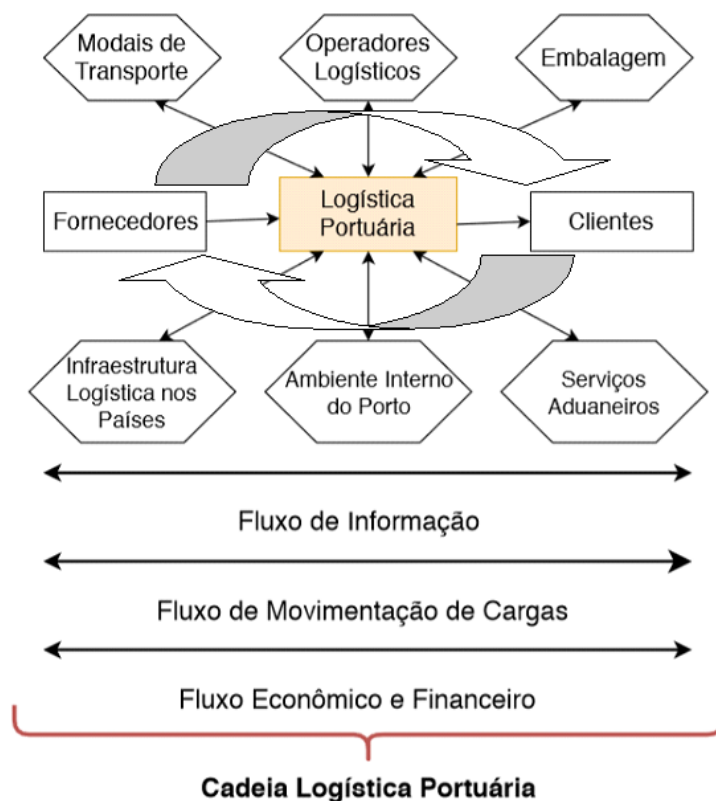 Modais de
Transporte
Operadores
Logísticos
Embalagem
Fornecedores
Logística
Portuária
Clientes
Infraestrutura
Logística nos
Países
Ambiente Interno
do Porto
Serviços
Aduaneiros
Fluxo de Informação
Fluxo de Movimentação de Cargas
Fluxo Econômico e Financeiro
Cadeia Logística Portuária